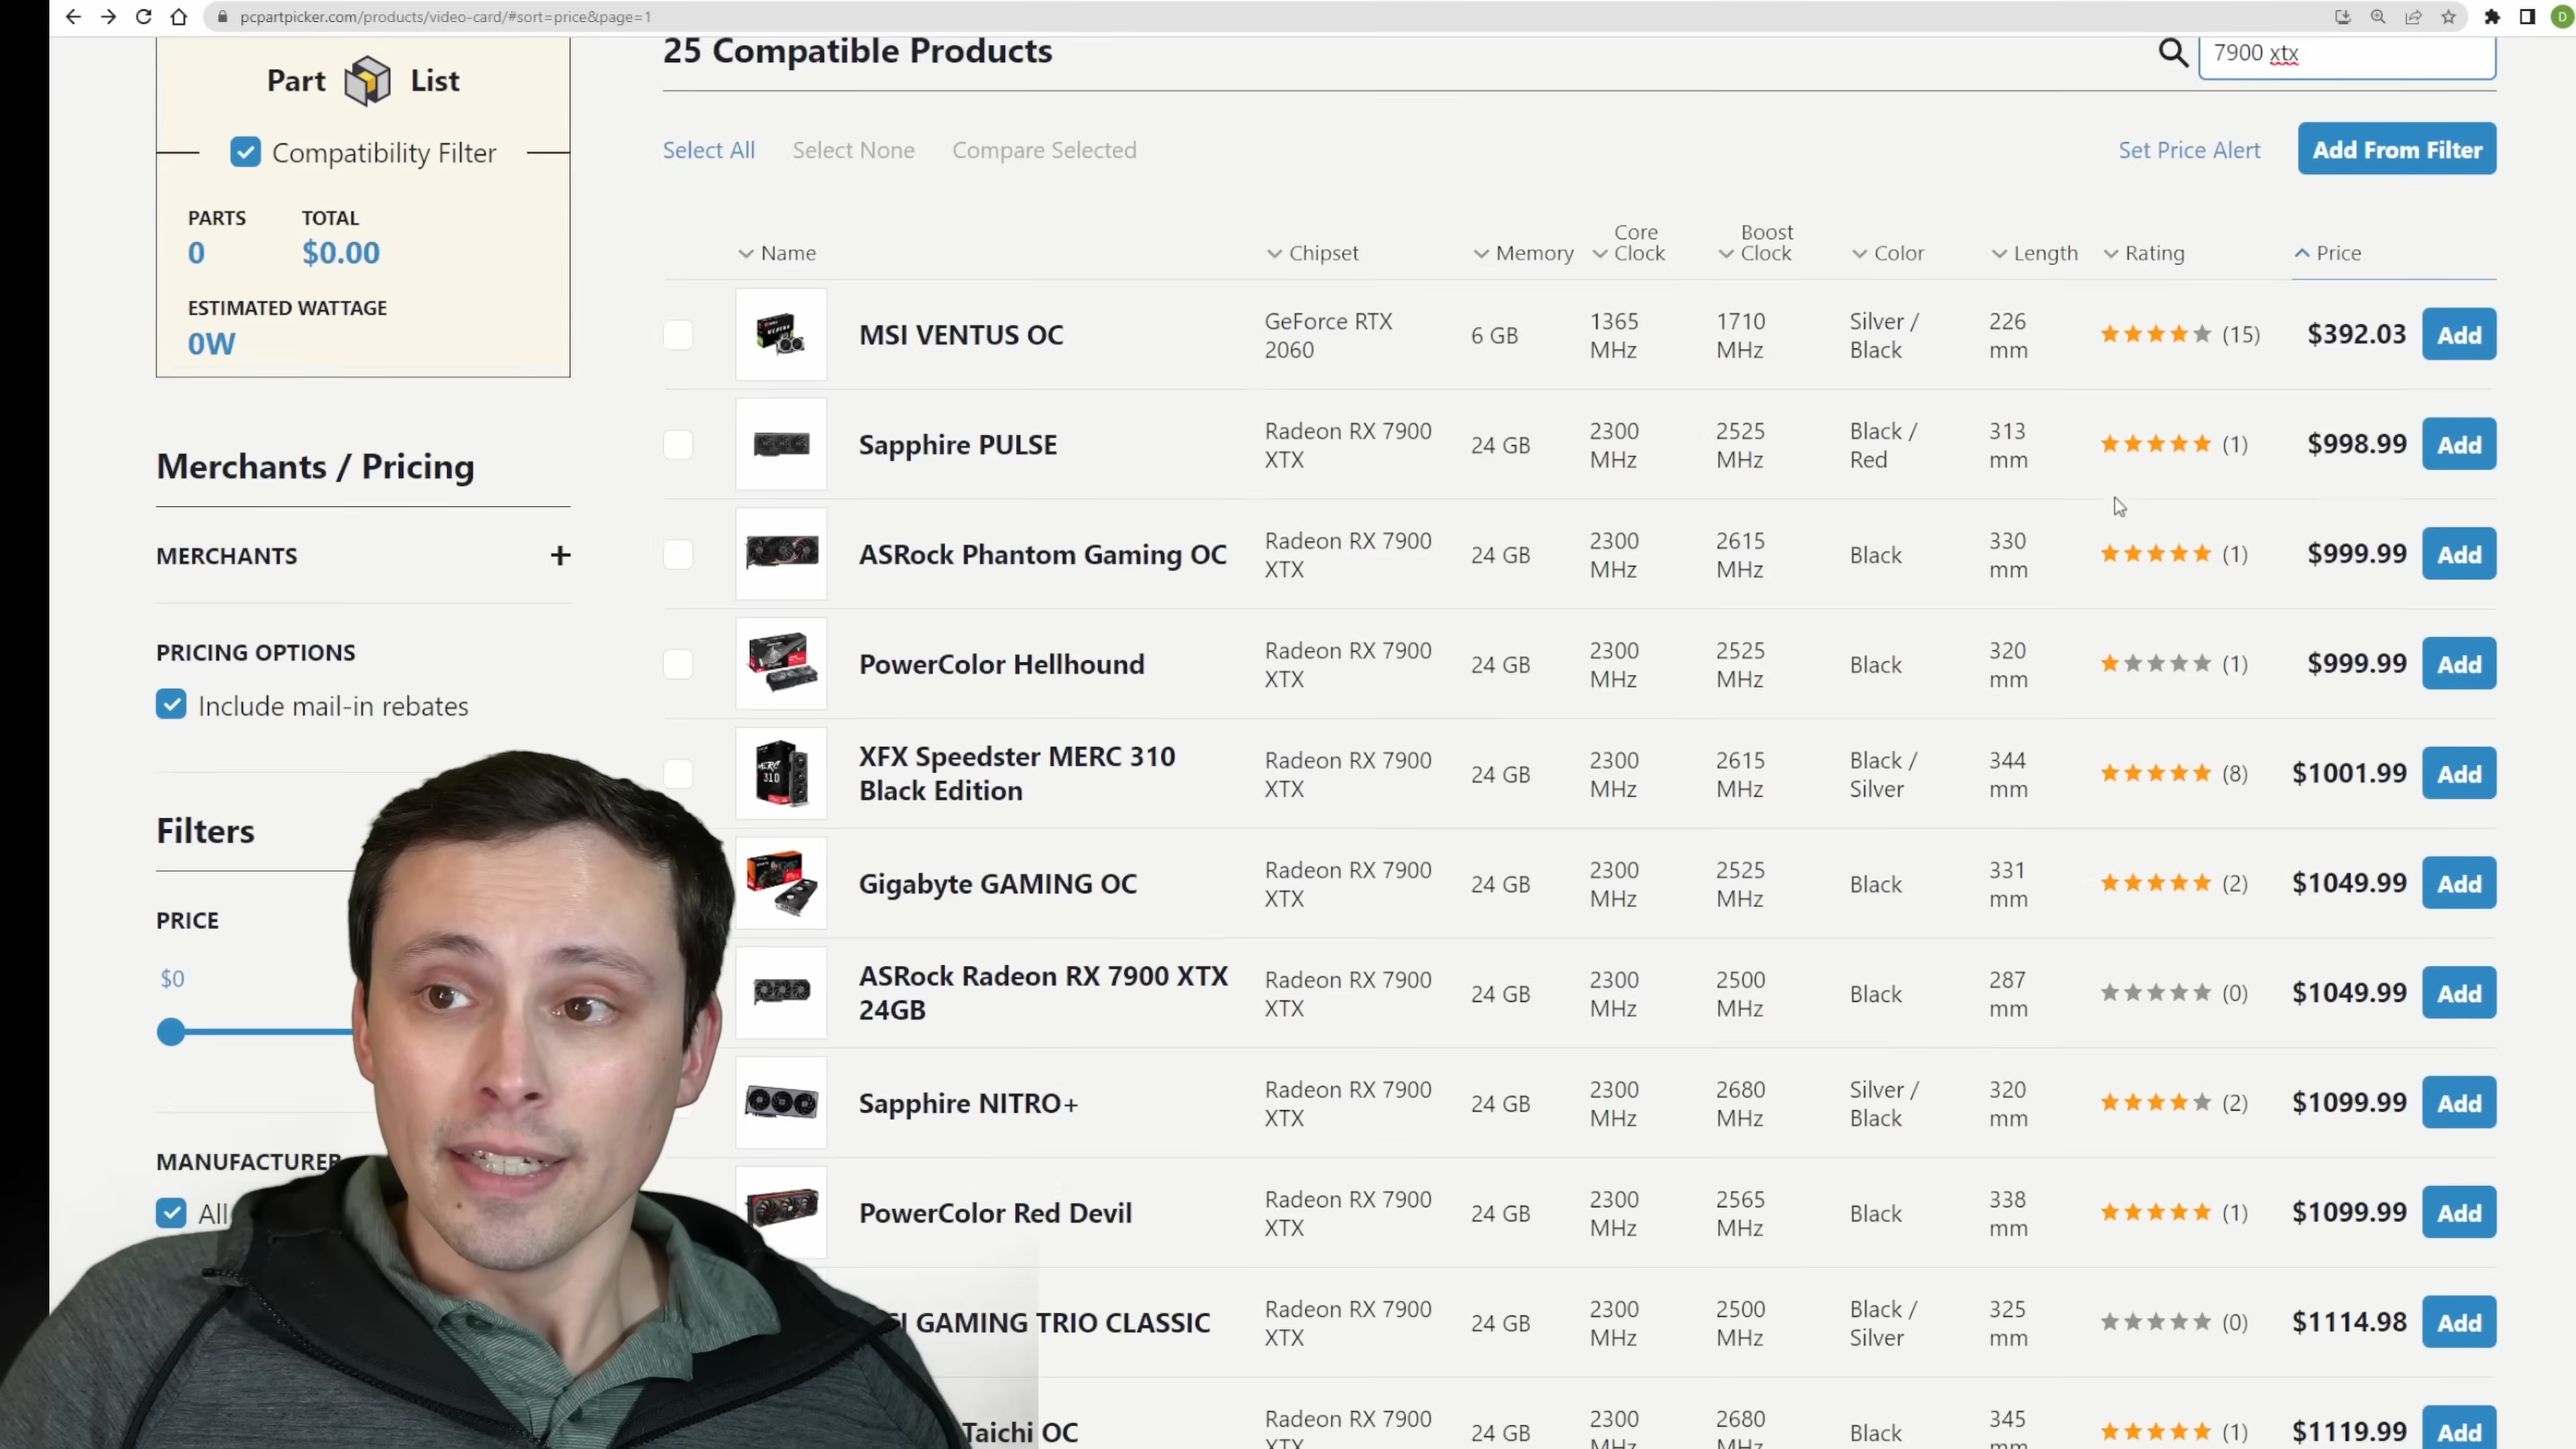 pcpartpicker.com/products/video-card/#sort=price&page=1
D
Part List
Compatibility Filter
PARTS TOTAL
0 $0.00
ESTIMATED WATTAGE
0W
Merchants / Pricing
MERCHANTS +
PRICING OPTIONS
Include mail-in rebates
Filters
PRICE
$0
MANUFACTURER
All
25 Compatible Products
7900 xtx
Select All Select None Compare Selected Set Price Alert Add From Filter
Name Chipset Memory Core Clock Boost Clock Color Length Rating Price
MSI VENTUS OC GeForce RTX 2060 6 GB 1365 MHz 1710 MHz Silver / Black 226 mm (15) $392.03 Add
Sapphire PULSE Radeon RX 7900 XTX 24 GB 2300 MHz 2525 MHz Black / Red 313 mm (1) $998.99 Add
ASRock Phantom Gaming OC Radeon RX 7900 XTX 24 GB 2300 MHz 2615 MHz Black 330 mm (1) $999.99 Add
PowerColor Hellhound Radeon RX 7900 XTX 24 GB 2300 MHz 2525 MHz Black 320 mm (1) $999.99 Add
XFX Speedster MERC 310 Black Edition Radeon RX 7900 XTX 24 GB 2300 MHz 2615 MHz Black / Silver 344 mm (8) $1001.99 Add
Gigabyte GAMING OC Radeon RX 7900 XTX 24 GB 2300 MHz 2525 MHz Black 331 mm (2) $1049.99 Add
ASRock Radeon RX 7900 XTX 24GB Radeon RX 7900 XTX 24 GB 2300 MHz 2500 MHz Black 287 mm (0) $1049.99 Add
Sapphire NITRO+ Radeon RX 7900 XTX 24 GB 2300 MHz 2680 MHz Silver / Black 320 mm (2) $1099.99 Add
PowerColor Red Devil Radeon RX 7900 XTX 24 GB 2300 MHz 2565 MHz Black 338 mm (1) $1099.99 Add
GAMING TRIO CLASSIC Radeon RX 7900 XTX 24 GB 2300 MHz 2500 MHz Black / Silver 325 mm (0) $1114.98 Add
Taichi OC Radeon RX 7900 XTX 24 GB 2300 MHz 2680 MHz Black 345 mm (1) $1119.99 Add